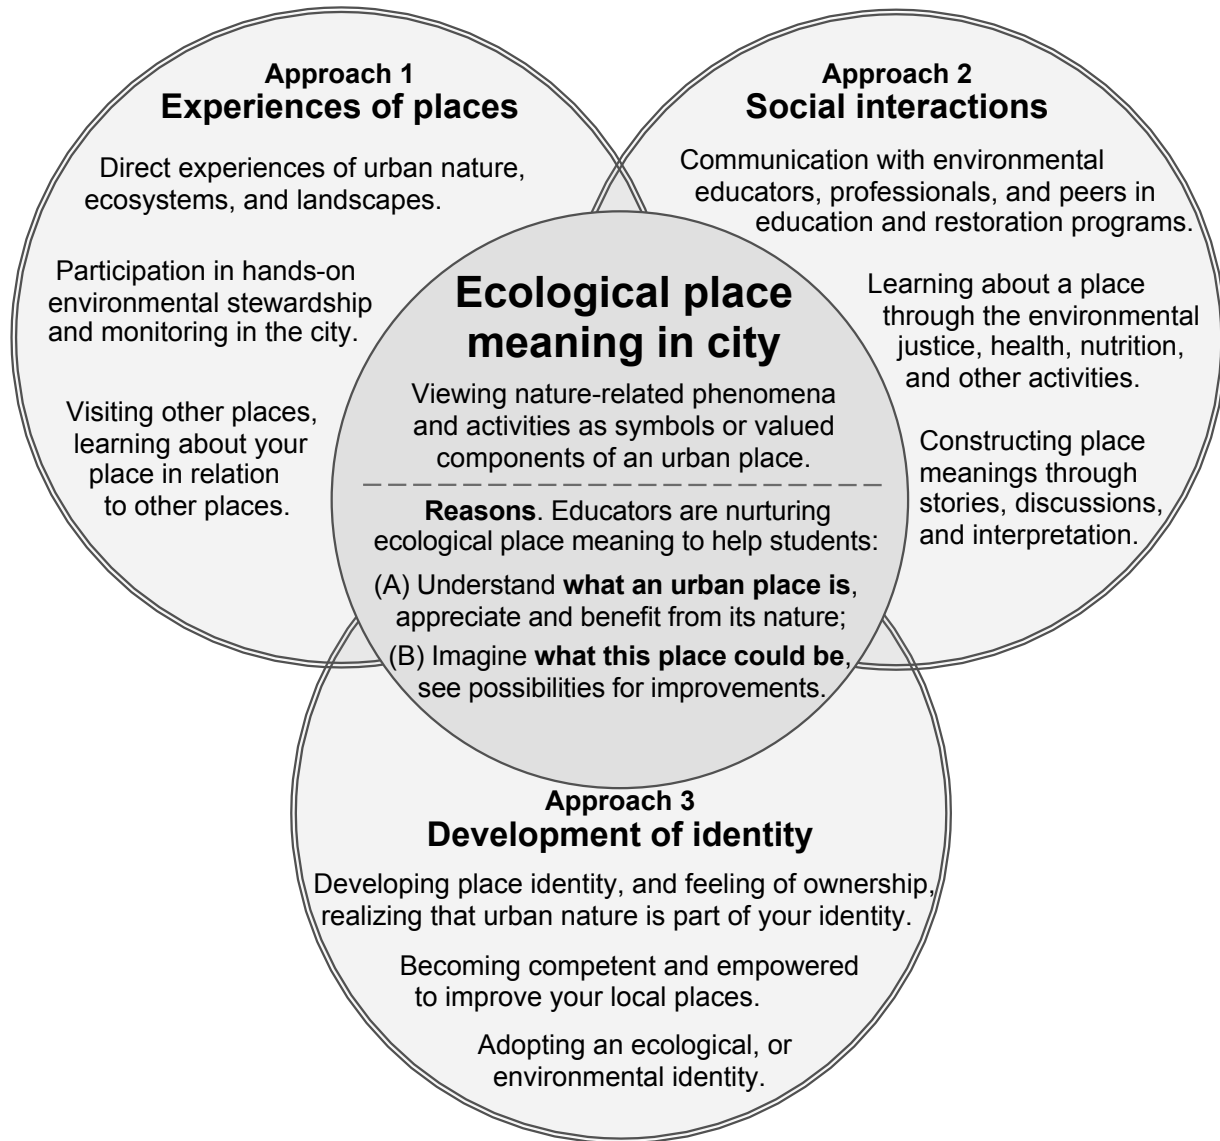 Approach 1
Experiences of places
Direct experiences of urban nature,
ecosystems, and landscapes.
Participation in hands-on
environmental stewardship
and monitoring in the city.
Visiting other places,
learning about your
place in relation
to other places.
Approach 2
Social interactions
Communication with environmental
educators, professionals, and peers in
education and restoration programs.
Learning about a place
through the environmental
justice, health, nutrition,
and other activities.
Constructing place
meanings through
stories, discussions,
and interpretation.
Ecological place
meaning in city
Viewing nature-related phenomena
and activities as symbols or valued
components of an urban place.
Reasons. Educators are nurturing
ecological place meaning to help students:
(A) Understand what an urban place is,
appreciate and benefit from its nature;
(B) Imagine what this place could be,
see possibilities for improvements.
Approach 3
Development of identity
Developing place identity, and feeling of ownership,
realizing that urban nature is part of your identity.
Becoming competent and empowered
to improve your local places.
Adopting an ecological, or
environmental identity.